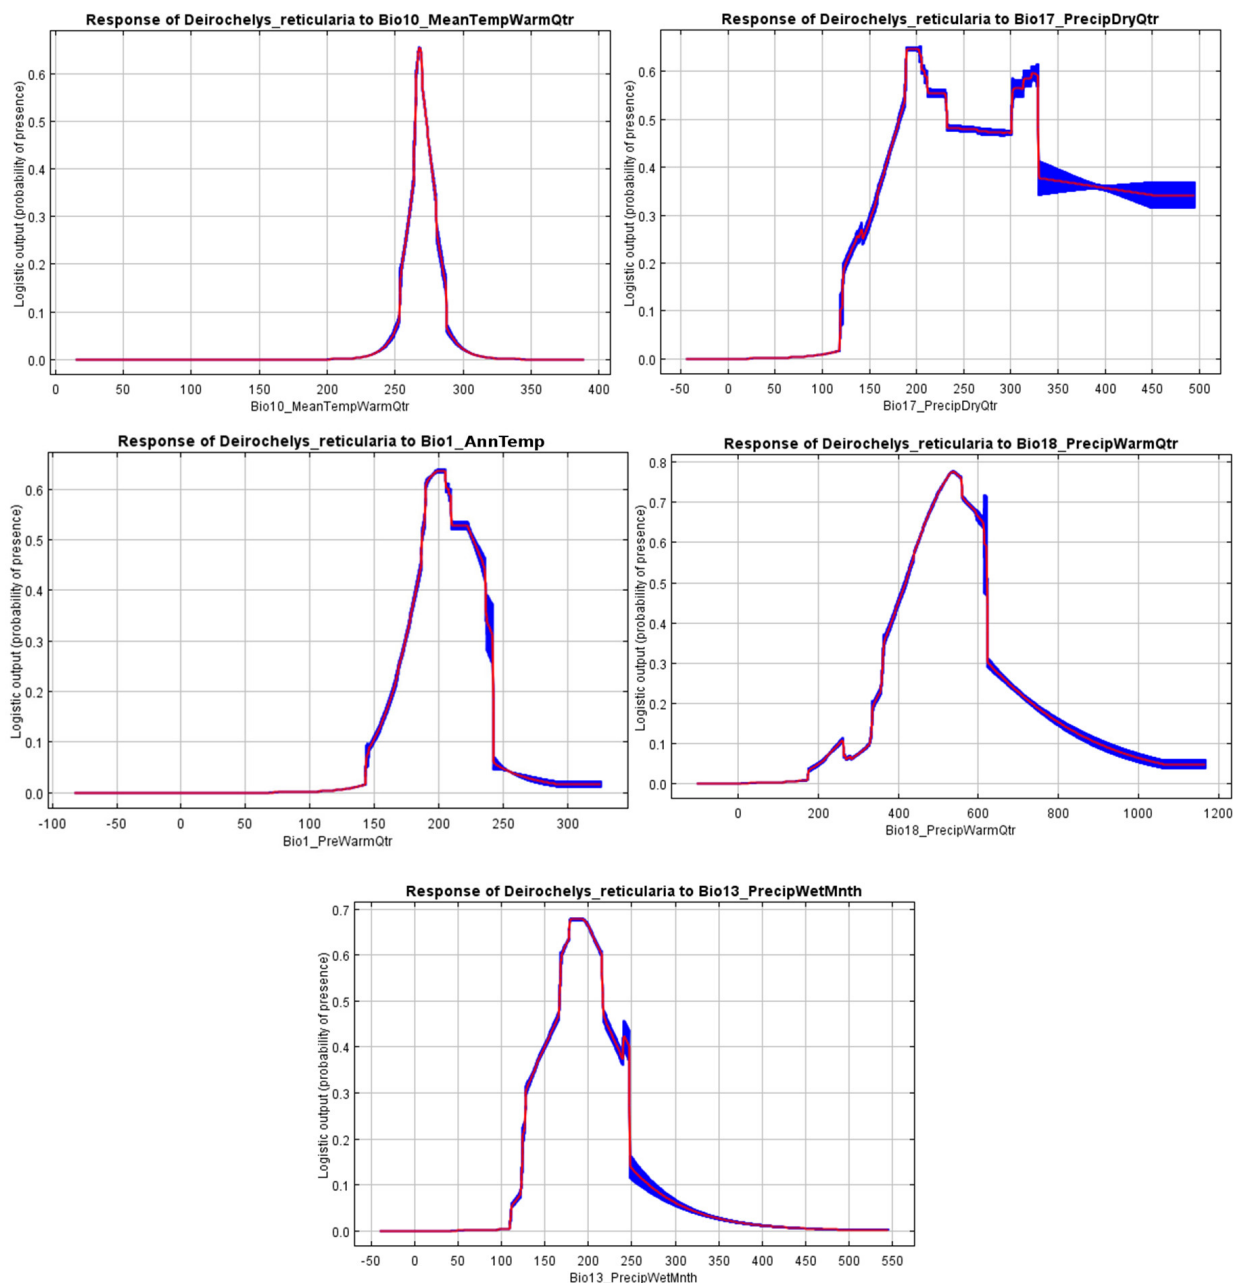 Response of Deirochelys_reticularia to Bio10_MeanTempWarmQtr
Logistic output (probability of presence)
0.6
0.5
0.4
0.3
0.2
0.1
0.0
0 50 100 150 200 250 300 350 400
Bio10_MeanTempWarmQtr
Response of Deirochelys_reticularia to Bio17_PrecipDryQtr
Logistic output (probability of presence)
0.6
0.5
0.4
0.3
0.2
0.1
0.0
-50 0 50 100 150 200 250 300 350 400 450 500
Bio17_PrecipDryQtr
Response of Deirochelys_reticularia to Bio1_AnnTemp
Logistic output (probability of presence)
0.6
0.5
0.4
0.3
0.2
0.1
0.0
-100 -50 0 50 100 150 200 250 300
Bio1_PreWarmQtr
Response of Deirochelys_reticularia to Bio18_PrecipWarmQtr
Logistic output (probability of presence)
0.8
0.7
0.6
0.5
0.4
0.3
0.2
0.1
0.0
0 200 400 600 800 1000 1200
Bio18_PrecipWarmQtr
Response of Deirochelys_reticularia to Bio13_PrecipWetMnth
Logistic output (probability of presence)
0.7
0.6
0.5
0.4
0.3
0.2
0.1
0.0
-50 0 50 100 150 200 250 300 350 400 450 500 550
Bio13_PrecipWetMnth